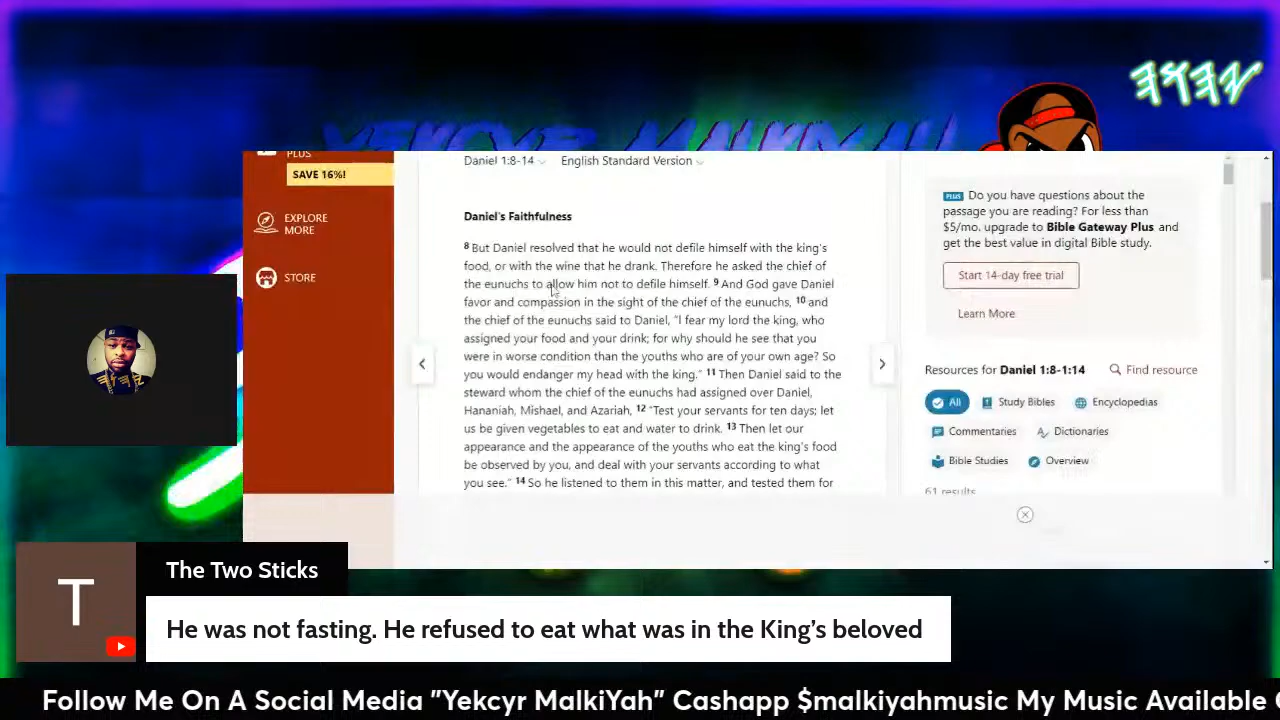 𐤉𐤄𐤅𐤄
YEKCYR MALKIYAH
PLUS
SAVE 16%!
EXPLORE
MORE
STORE
Daniel 1:8-14 English Standard Version
Daniel's Faithfulness
8 But Daniel resolved that he would not defile himself with the king's
food, or with the wine that he drank. Therefore he asked the chief of
the eunuchs to allow him not to defile himself. 9 And God gave Daniel
favor and compassion in the sight of the chief of the eunuchs, 10 and
the chief of the eunuchs said to Daniel, “I fear my lord the king, who
assigned your food and your drink; for why should he see that you
were in worse condition than the youths who are of your own age? So
you would endanger my head with the king.” 11 Then Daniel said to the
steward whom the chief of the eunuchs had assigned over Daniel,
Hananiah, Mishael, and Azariah, 12 “Test your servants for ten days; let
us be given vegetables to eat and water to drink. 13 Then let our
appearance and the appearance of the youths who eat the king's food
be observed by you, and deal with your servants according to what
you see.” 14 So he listened to them in this matter, and tested them for
PLUS Do you have questions about the
passage you are reading? For less than
$5/mo. upgrade to Bible Gateway Plus and
get the best value in digital Bible study.
Start 14-day free trial
Learn More
Resources for Daniel 1:8-1:14 Find resource
All Study Bibles Encyclopedias
Commentaries Dictionaries
Bible Studies Overview
61 results
T
The Two Sticks
He was not fasting. He refused to eat what was in the King’s beloved
Follow Me On A Social Media "Yekcyr MalkiYah" Cashapp $malkiyahmusic My Music Available